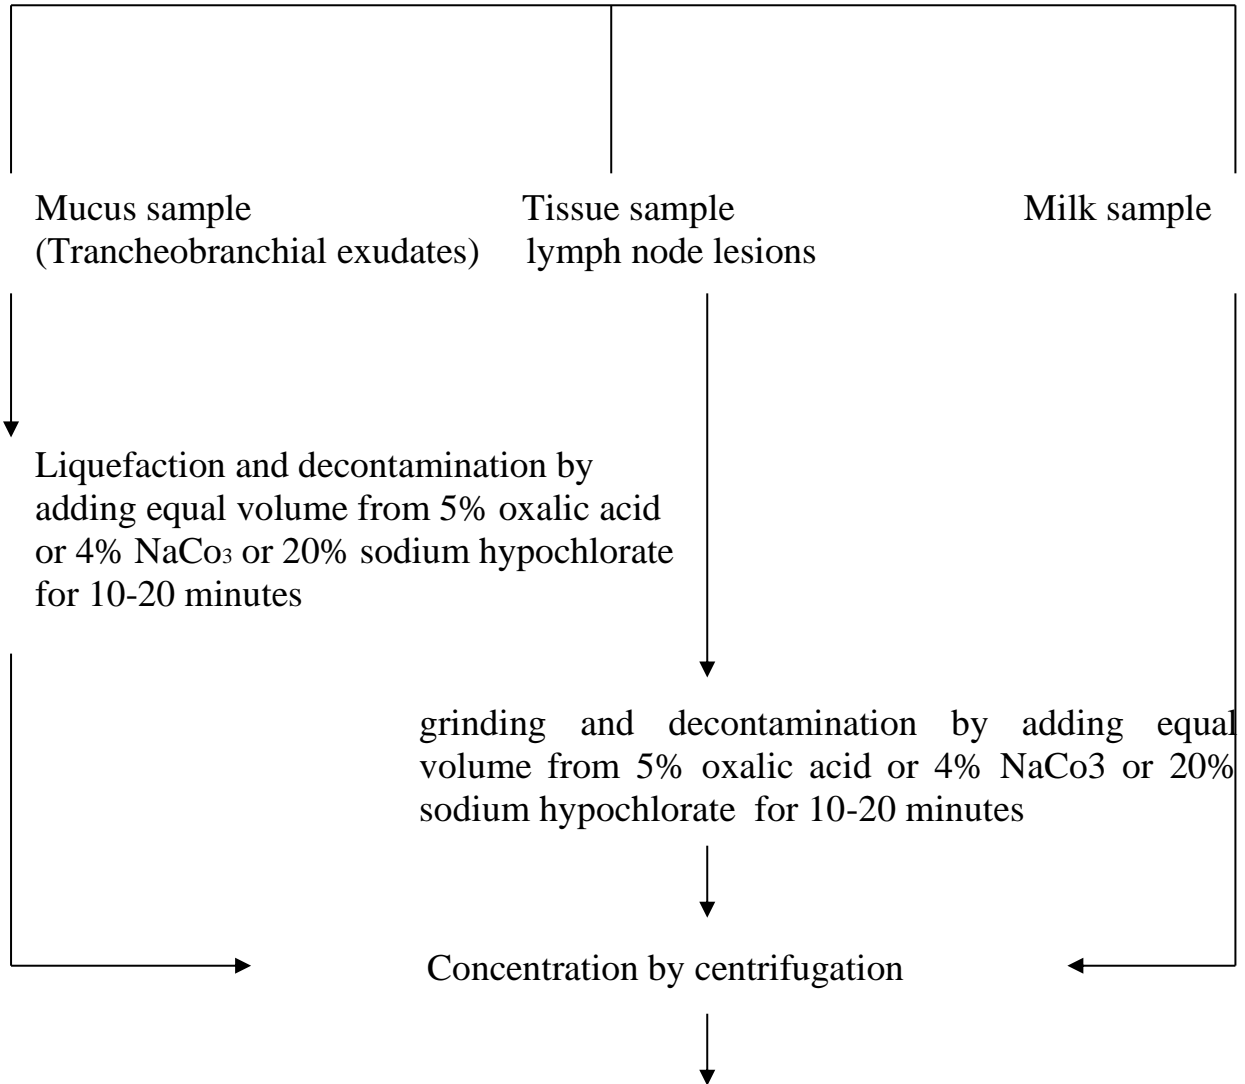 Mucus sample
(Trancheobranchial exudates)
Tissue sample
lymph node lesions
Milk sample
Liquefaction and decontamination by
adding equal volume from 5% oxalic acid
or 4% NaCo₃ or 20% sodium hypochlorate
for 10-20 minutes
grinding and decontamination by adding equal
volume from 5% oxalic acid or 4% NaCo3 or 20%
sodium hypochlorate for 10-20 minutes
Concentration by centrifugation